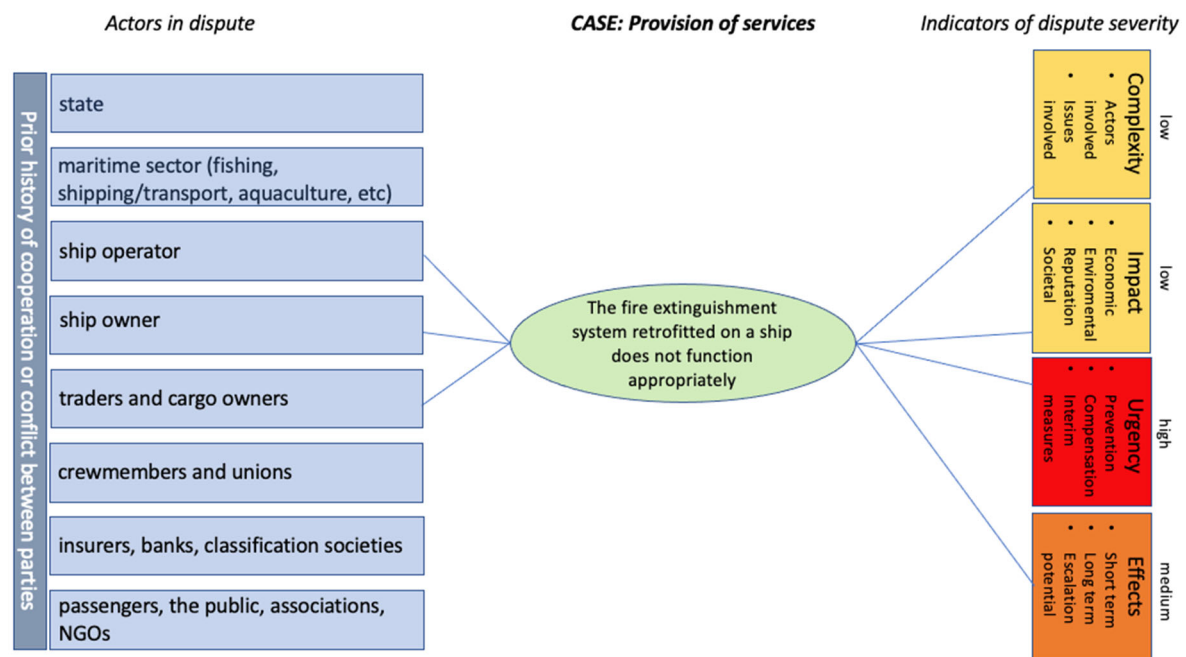 Actors in dispute
CASE: Provision of services
Indicators of dispute severity
Prior history of cooperation or conflict between parties
state
maritime sector (fishing,
shipping/transport, aquaculture, etc)
ship operator
ship owner
traders and cargo owners
crewmembers and unions
insurers, banks, classification societies
passengers, the public, associations,
NGOs
The fire extinguishment
system retrofitted on a ship
does not function
appropriately
Complexity
• Actors
involved
• Issues
involved
low
Impact
• Economic
• Enviromental
• Reputation
• Societal
low
Urgency
• Prevention
• Compensation
• Interim
measures
high
Effects
• Short term
• Long term
• Escalation
potential
medium